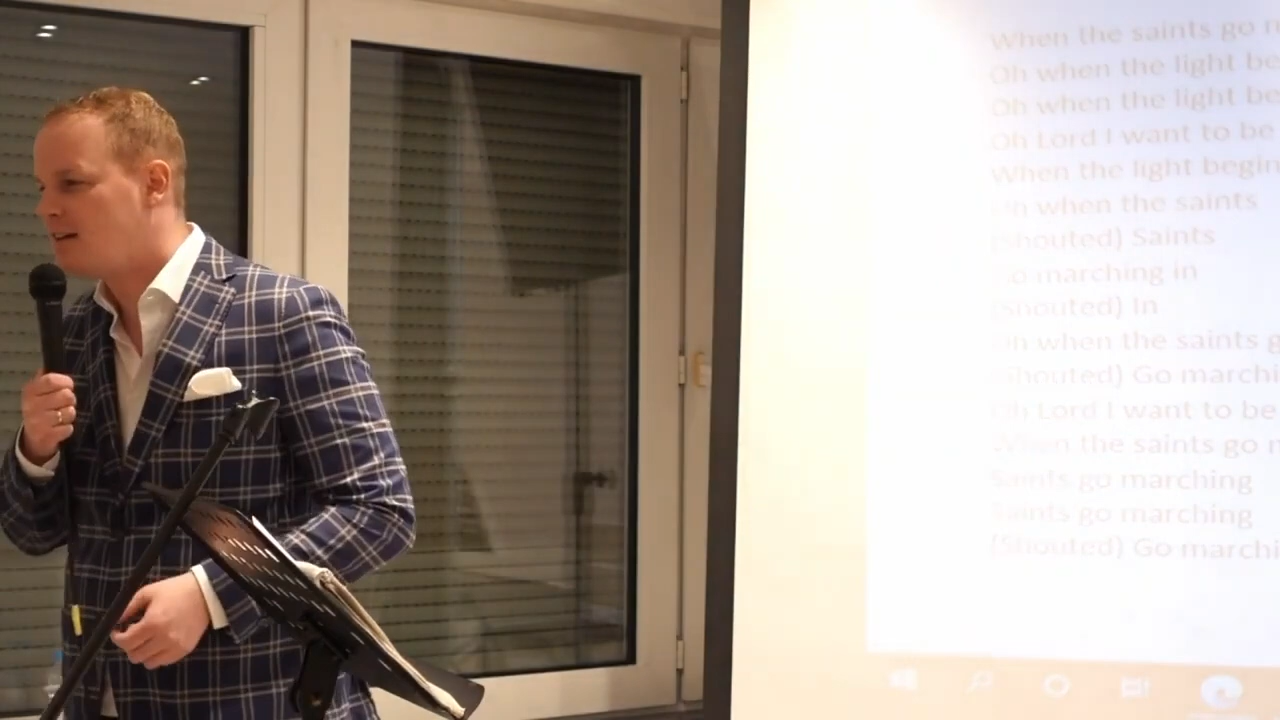 When the saints go
Oh when the light be
Oh when the light be
Oh Lord I want to be
When the light begin
Oh when the saints
(Shouted) Saints
Go marching in
(Shouted) In
Oh when the saints g
(Shouted) Go marchi
Oh Lord I want to be
When the saints go
Saints go marching
Saints go marching
(Shouted) Go marchi